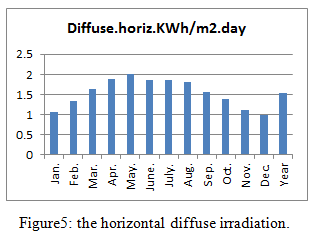 Diffuse.horiz.KWh/m2.day
2.5
2
1.5
1
0.5
0
Jan.
Feb.
Mar.
Apr.
May.
June.
July.
Aug.
Sep.
Oct.
Nov.
Dec.
Year
Figure5: the horizontal diffuse irradiation.